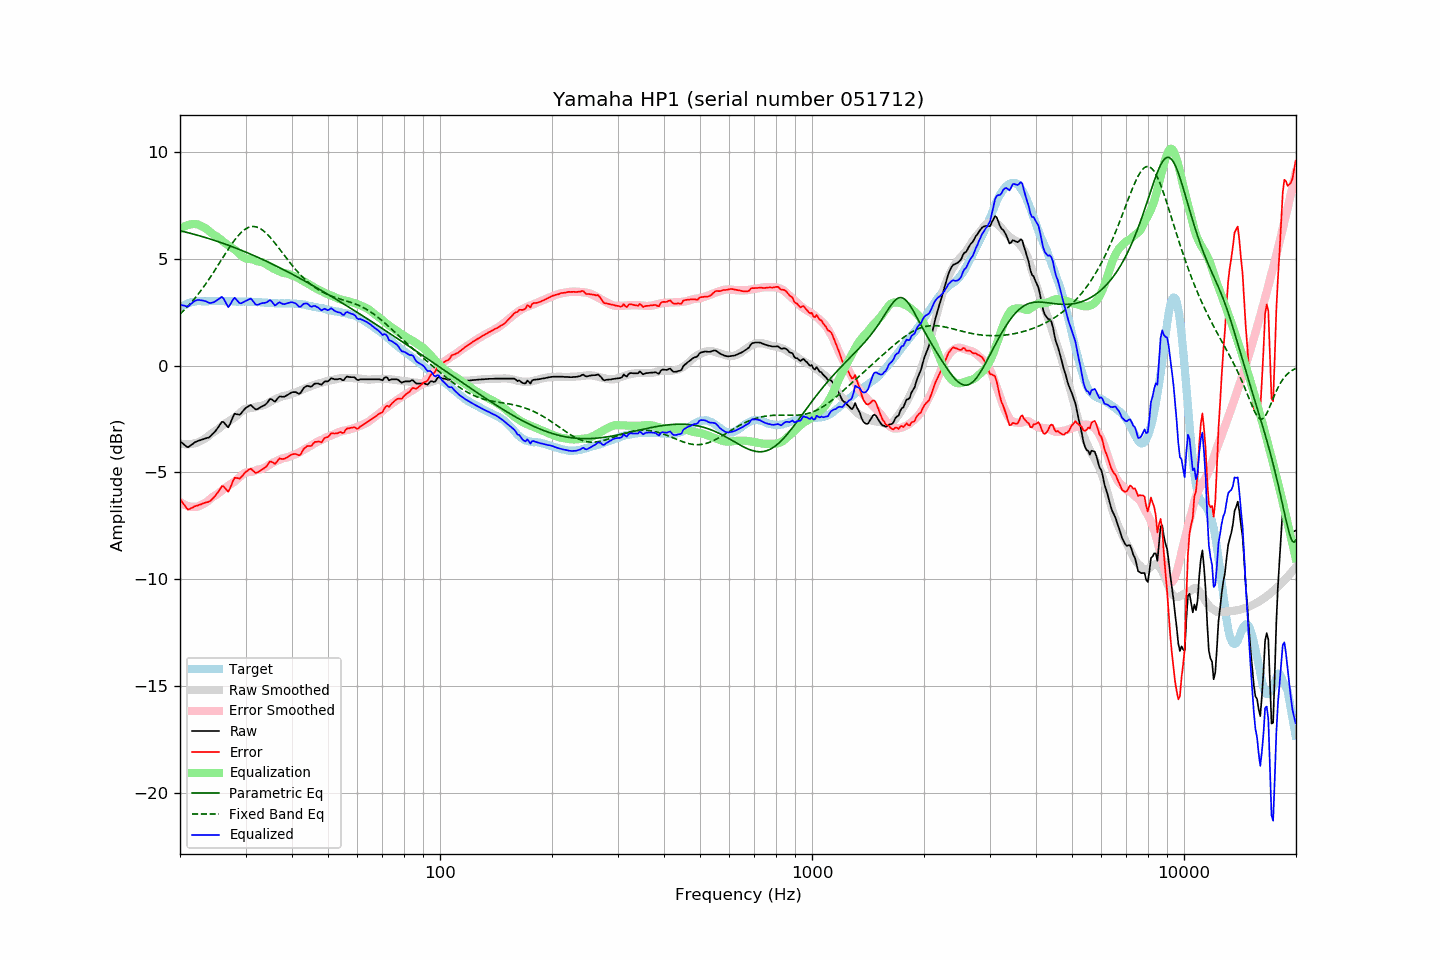 Yamaha HP1 (serial number 051712)
Amplitude (dBr)
10
5
0
−5
−10
−15
−20
Target
Raw Smoothed
Error Smoothed
Raw
Error
Equalization
Parametric Eq
Fixed Band Eq
Equalized
100
1000
10000
Frequency (Hz)